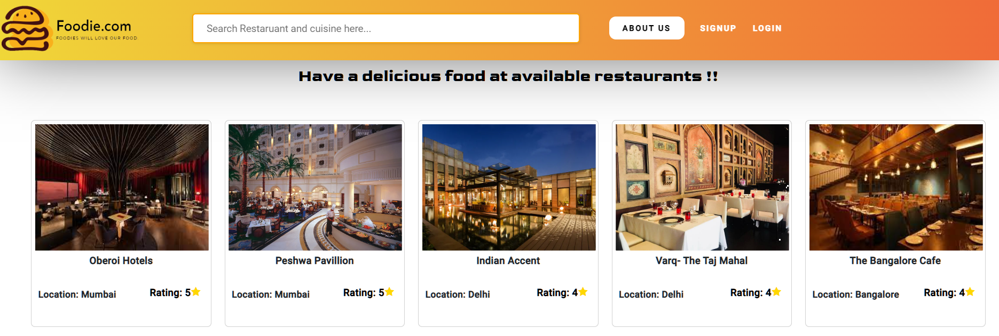 Foodie.com
FOODIES WILL LOVE OUR FOOD.
Search Restaruant and cuisine here...
ABOUT US
SIGNUP
LOGIN
Have a delicious food at available restaurants !!
Oberoi Hotels
Location: Mumbai
Rating: 5
Peshwa Pavillion
Location: Mumbai
Rating: 5
Indian Accent
Location: Delhi
Rating: 4
Varq- The Taj Mahal
Location: Delhi
Rating: 4
The Bangalore Cafe
Location: Bangalore
Rating: 4